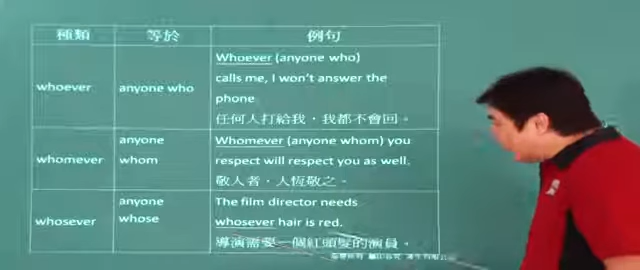 種類 等於 例句
whoever anyone who Whoever (anyone who)
calls me, I won't answer the
phone
任何人打給我，我都不會回。
whomever anyone whom Whomever (anyone whom) you
respect will respect you as well.
敬人者，人恆敬之。
whosever anyone whose The film director needs
whosever hair is red.
導演需要一個紅頭髮的演員。